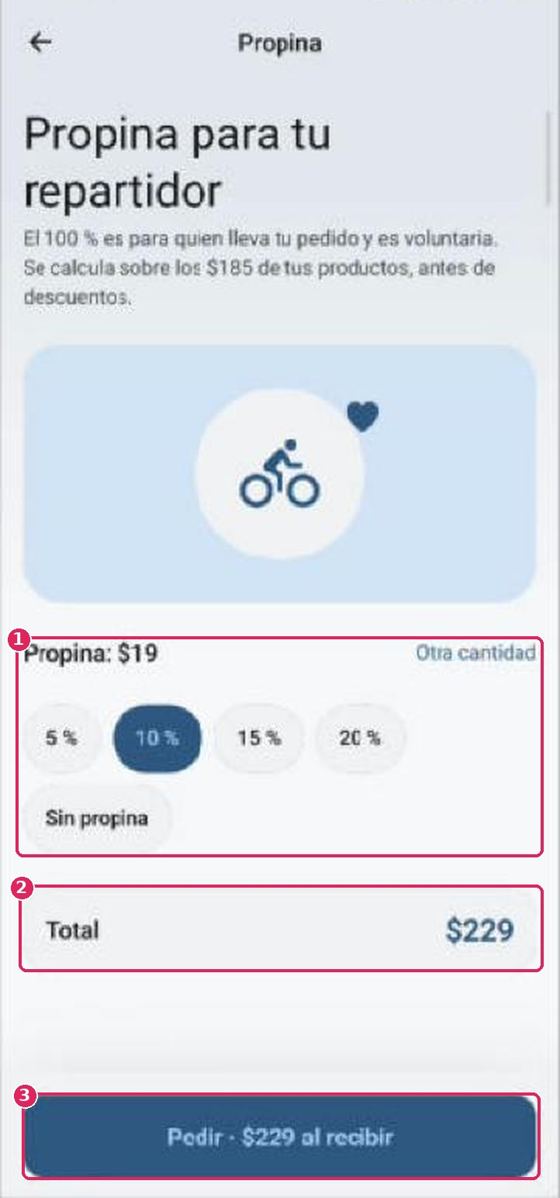 Propina
Propina para tu
repartidor
El 100 % es para quien lleva tu pedido y es voluntaria.
Se calcula sobre los $185 de tus productos, antes de
descuentos.
1
Propina: $19
Otra cantidad
5 %
10 %
15 %
20 %
Sin propina
2
Total
$229
3
Pedir · $229 al recibir